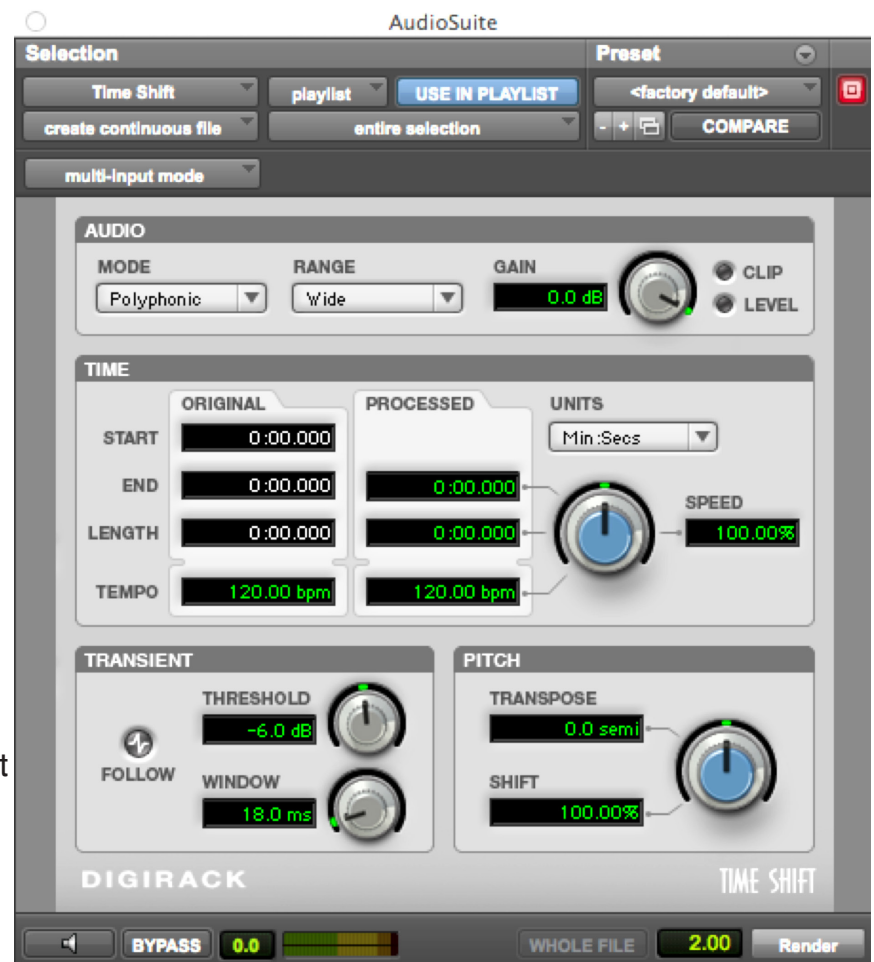 AudioSuite
Selection Preset
Time Shift playlist USE IN PLAYLIST <factory default>
create continuous file entire selection - + COMPARE
multi-input mode
AUDIO
MODE RANGE GAIN
Polyphonic Wide 0.0 dB CLIP
LEVEL
TIME
ORIGINAL PROCESSED UNITS
START 0:00.000 Min:Secs
END 0:00.000 0:00.000 SPEED
LENGTH 0:00.000 0:00.000 100.00%
TEMPO 120.00 bpm 120.00 bpm
TRANSIENT PITCH
THRESHOLD TRANSPOSE
-6.0 dB 0.0 semi
t
FOLLOW WINDOW SHIFT
18.0 ms 100.00%
DIGIRACK TIME SHIFT
BYPASS 0.0 WHOLE FILE 2.00 Render